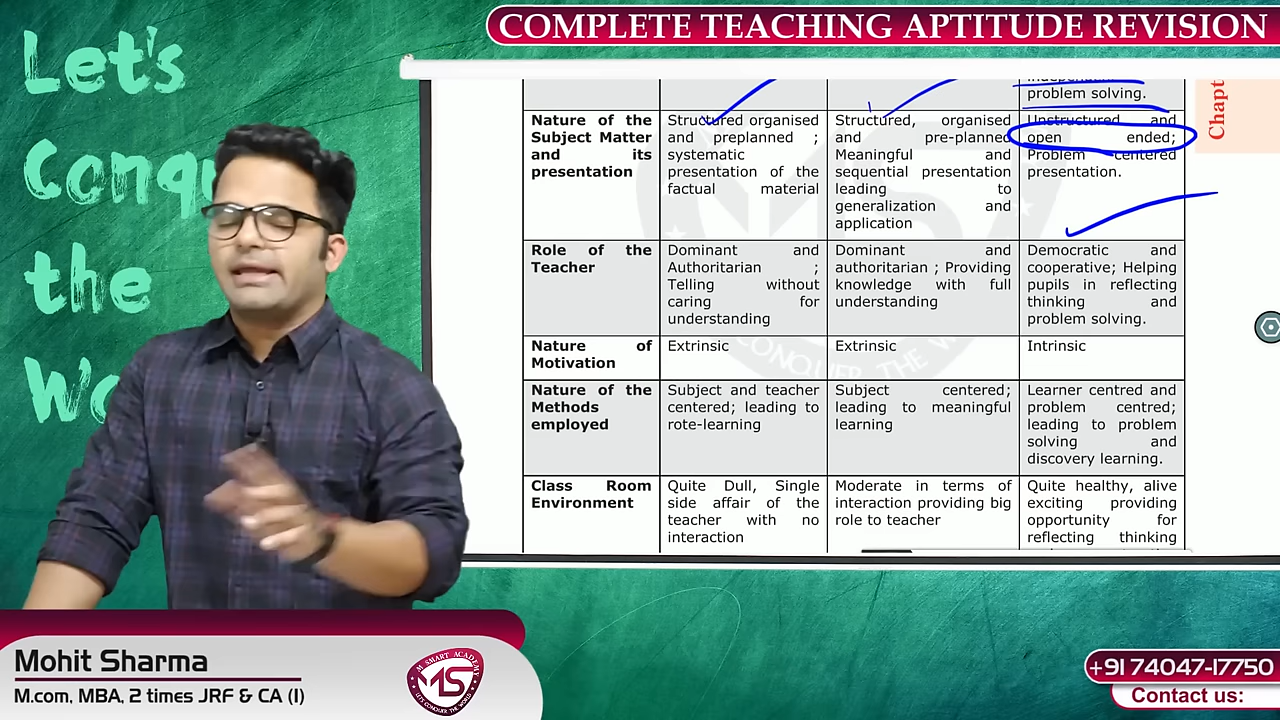 COMPLETE TEACHING APTITUDE REVISION
Let's
Conqu
the
Wo
problem solving.
Chapt
Nature of the
Subject Matter
and its
presentation
Structured organised
and preplanned ;
systematic
presentation of the
factual material
Structured, organised
and pre-planned
Meaningful and
sequential presentation
leading to
generalization and
application
Unstructured and
open ended;
Problem centered
presentation.
Role of the
Teacher
Dominant and
Authoritarian ;
Telling without
caring for
understanding
Dominant and
authoritarian ; Providing
knowledge with full
understanding
Democratic and
cooperative; Helping
pupils in reflecting
thinking and
problem solving.
Nature of
Motivation
Extrinsic
Extrinsic
Intrinsic
Nature of the
Methods
employed
Subject and teacher
centered; leading to
rote-learning
Subject centered;
leading to meaningful
learning
Learner centred and
problem centred;
leading to problem
solving and
discovery learning.
Class Room
Environment
Quite Dull, Single
side affair of the
teacher with no
interaction
Moderate in terms of
interaction providing big
role to teacher
Quite healthy, alive
exciting providing
opportunity for
reflecting thinking
Mohit Sharma
M.com, MBA, 2 times JRF & CA (I)
M SMART ACADEMY
MS
LET'S CONQUER THE WORLD
+91 74047-17750
Contact us: